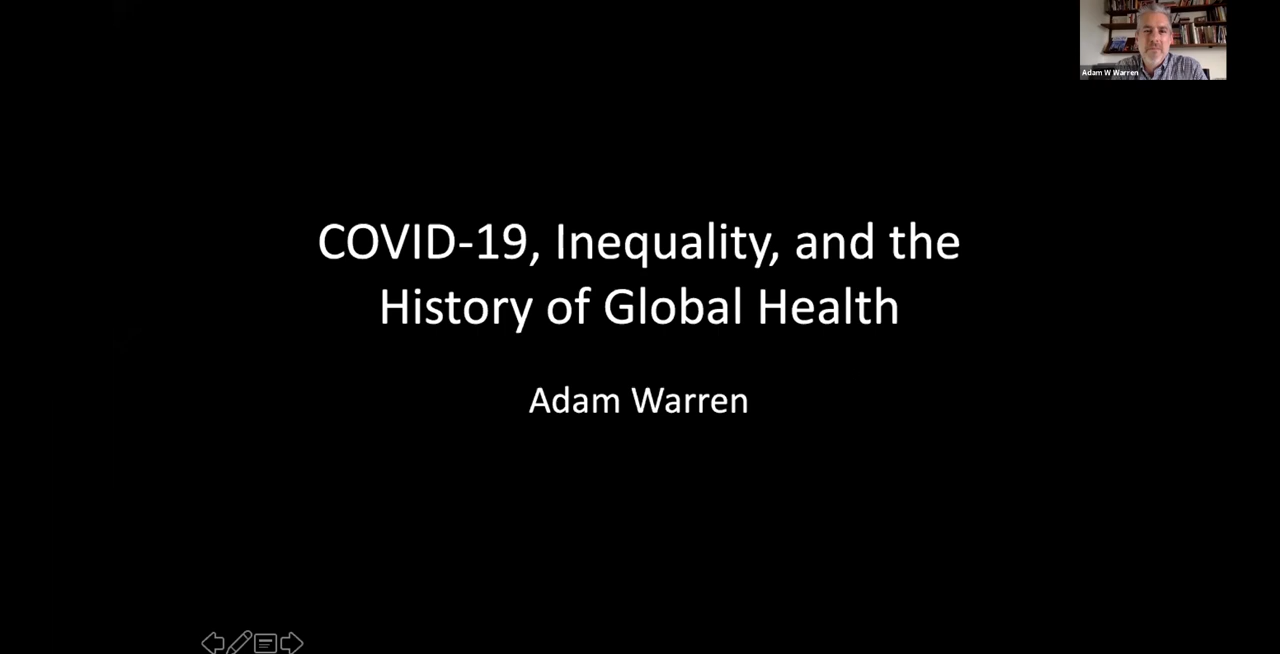 Adam W Warren
COVID-19, Inequality, and the
History of Global Health
Adam Warren